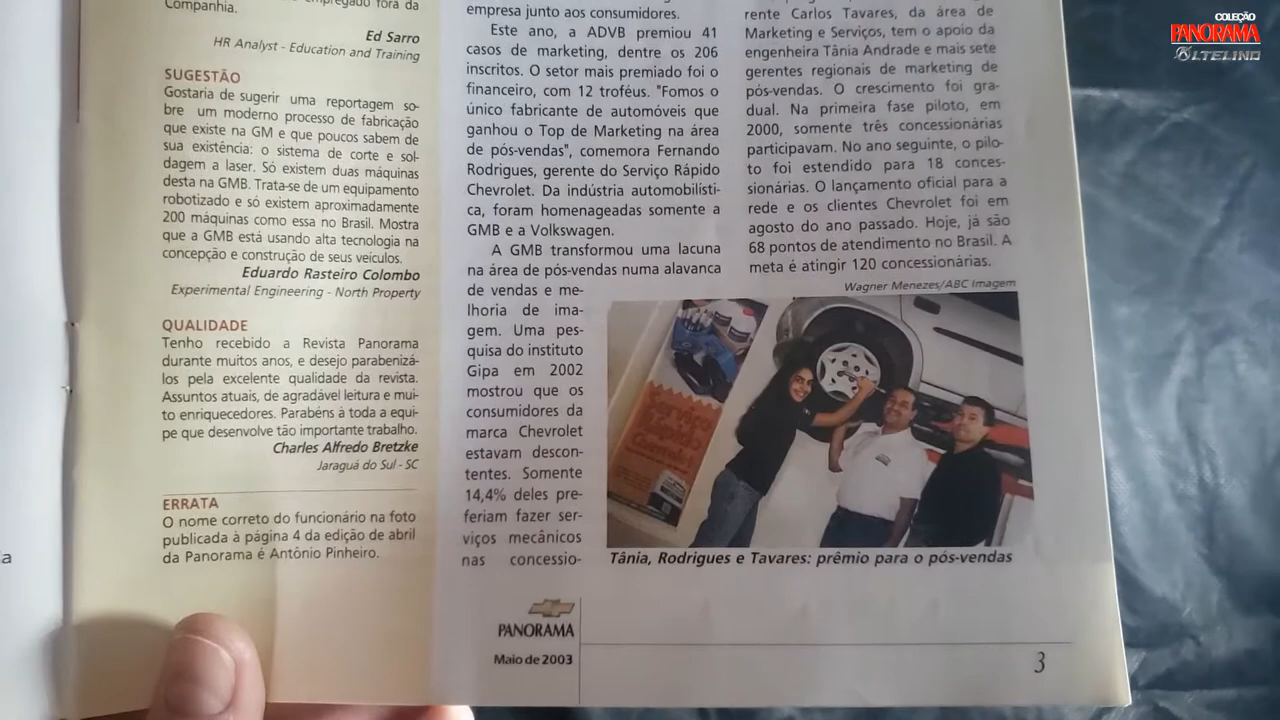 COLEÇÃO
PANORAMA
ALTELINO
empregado fora da
Companhia.
Ed Sarro
HR Analyst - Education and Training
SUGESTÃO
Gostaria de sugerir uma reportagem so-
bre um moderno processo de fabricação
que existe na GM e que poucos sabem de
sua existência: o sistema de corte e sol-
dagem a laser. Só existem duas máquinas
desta na GMB. Trata-se de um equipamento
robotizado e só existem aproximadamente
200 máquinas como essa no Brasil. Mostra
que a GMB está usando alta tecnologia na
concepção e construção de seus veículos.
Eduardo Rasteiro Colombo
Experimental Engineering - North Property
QUALIDADE
Tenho recebido a Revista Panorama
durante muitos anos, e desejo parabenizá-
los pela excelente qualidade da revista.
Assuntos atuais, de agradável leitura e mui-
to enriquecedores. Parabéns à toda a equi-
pe que desenvolve tão importante trabalho.
Charles Alfredo Bretzke
Jaraguá do Sul - SC
ERRATA
O nome correto do funcionário na foto
publicada à página 4 da edição de abril
da Panorama é Antônio Pinheiro.
empresa junto aos consumidores.
Este ano, a ADVB premiou 41
casos de marketing, dentre os 206
inscritos. O setor mais premiado foi o
financeiro, com 12 troféus. "Fomos o
único fabricante de automóveis que
ganhou o Top de Marketing na área
de pós-vendas", comemora Fernando
Rodrigues, gerente do Serviço Rápido
Chevrolet. Da indústria automobilísti-
ca, foram homenageadas somente a
GMB e a Volkswagen.
A GMB transformou uma lacuna
na área de pós-vendas numa alavanca
de vendas e me-
lhoria de ima-
gem. Uma pes-
quisa do instituto
Gipa em 2002
mostrou que os
consumidores da
marca Chevrolet
estavam descon-
tentes. Somente
14,4% deles pre-
feriam fazer ser-
viços mecânicos
nas concessio-
rente Carlos Tavares, da área de
Marketing e Serviços, tem o apoio da
engenheira Tânia Andrade e mais sete
gerentes regionais de marketing de
pós-vendas. O crescimento foi gra-
dual. Na primeira fase piloto, em
2000, somente três concessionárias
participavam. No ano seguinte, o pilo-
to foi estendido para 18 conces-
sionárias. O lançamento oficial para a
rede e os clientes Chevrolet foi em
agosto do ano passado. Hoje, já são
68 pontos de atendimento no Brasil. A
meta é atingir 120 concessionárias.
Wagner Menezes/ABC Imagem
Serviço
Rápido
Chevrolet
Tânia, Rodrigues e Tavares: prêmio para o pós-vendas
PANORAMA
Maio de 2003
3
a